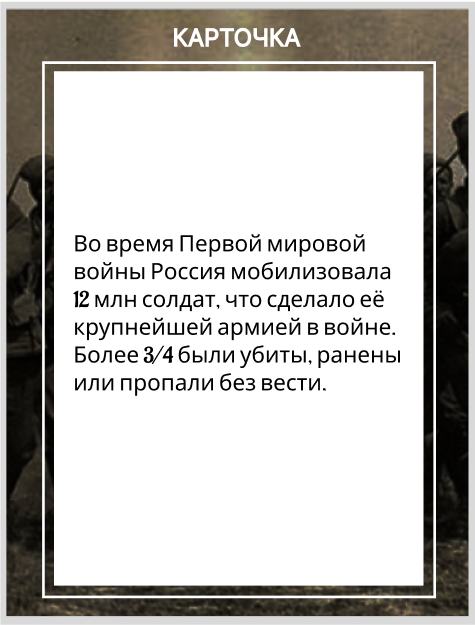 КАРТОЧКА
Во время Первой мировой
войны Россия мобилизовала
12 млн солдат, что сделало её
крупнейшей армией в войне.
Более 3/4 были убиты, ранены
или пропали без вести.